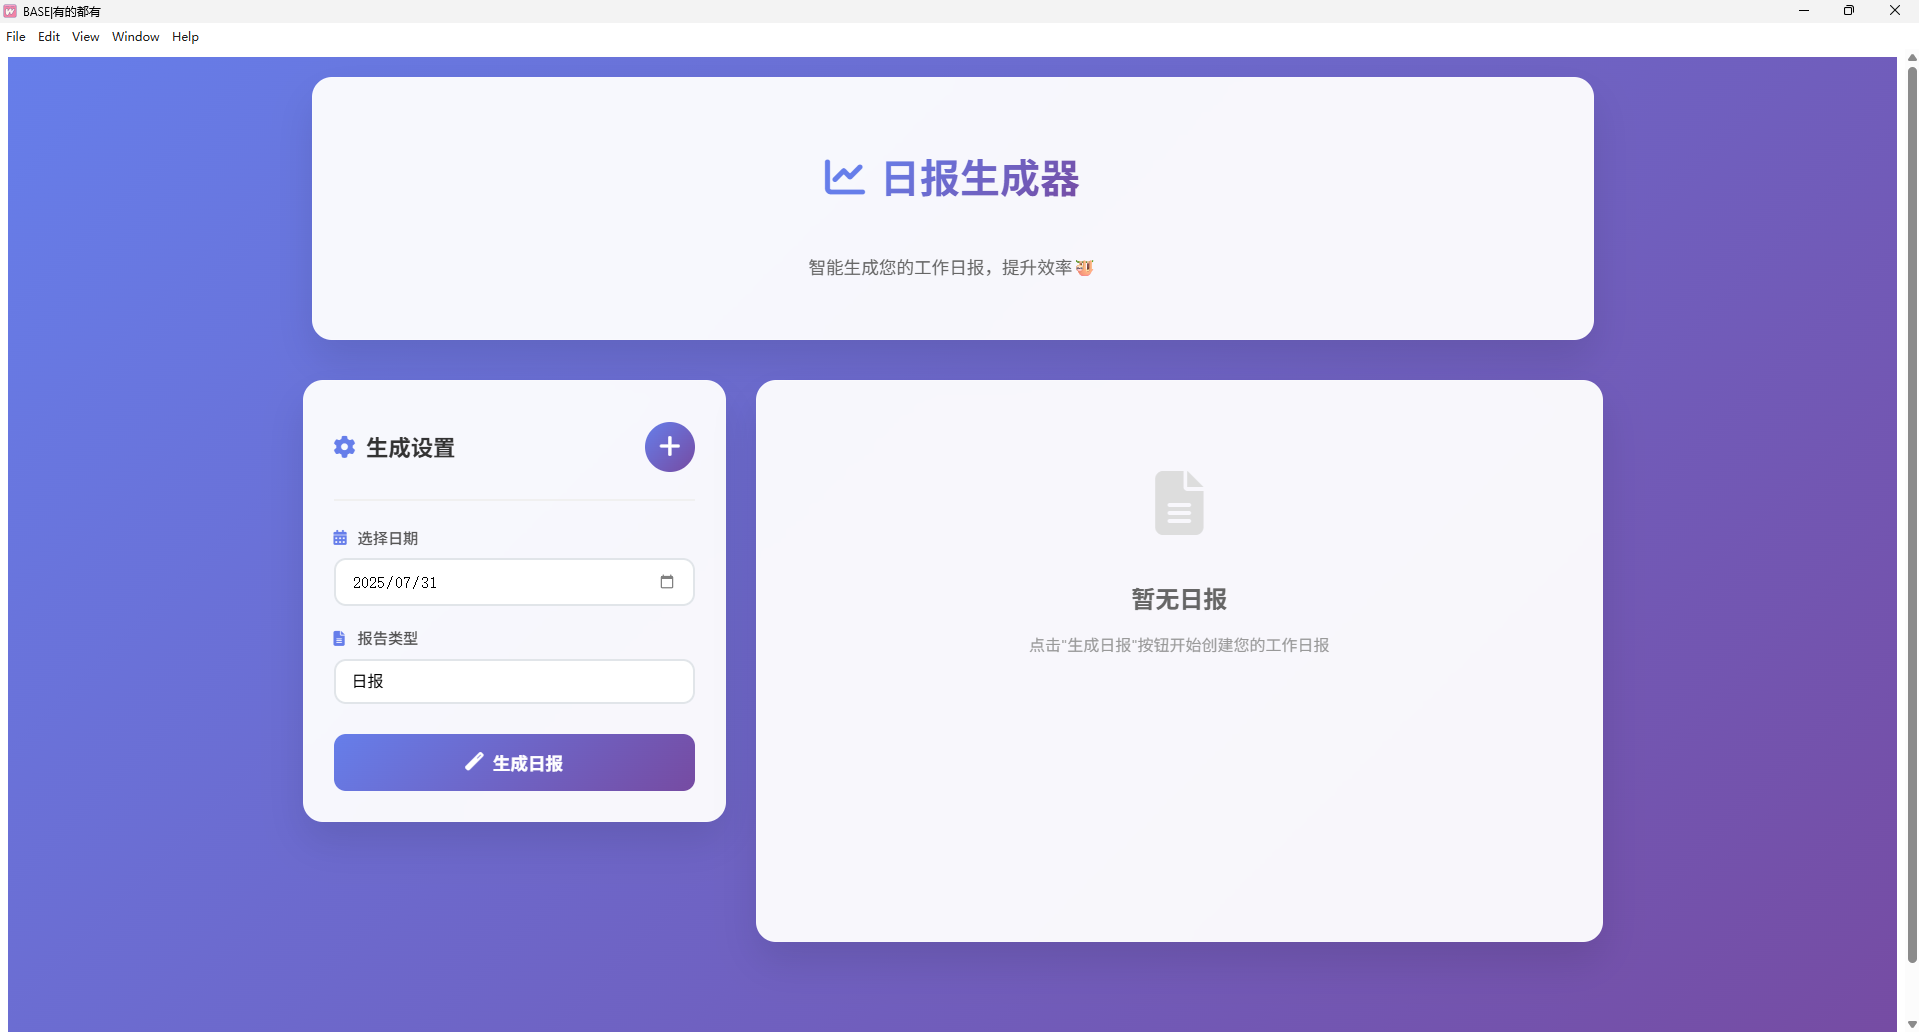 BASE|有的都有
File Edit View Window Help
日报生成器
智能生成您的工作日报，提升效率
生成设置
选择日期
2025/07/31
报告类型
日报
生成日报
暂无日报
点击"生成日报"按钮开始创建您的工作日报